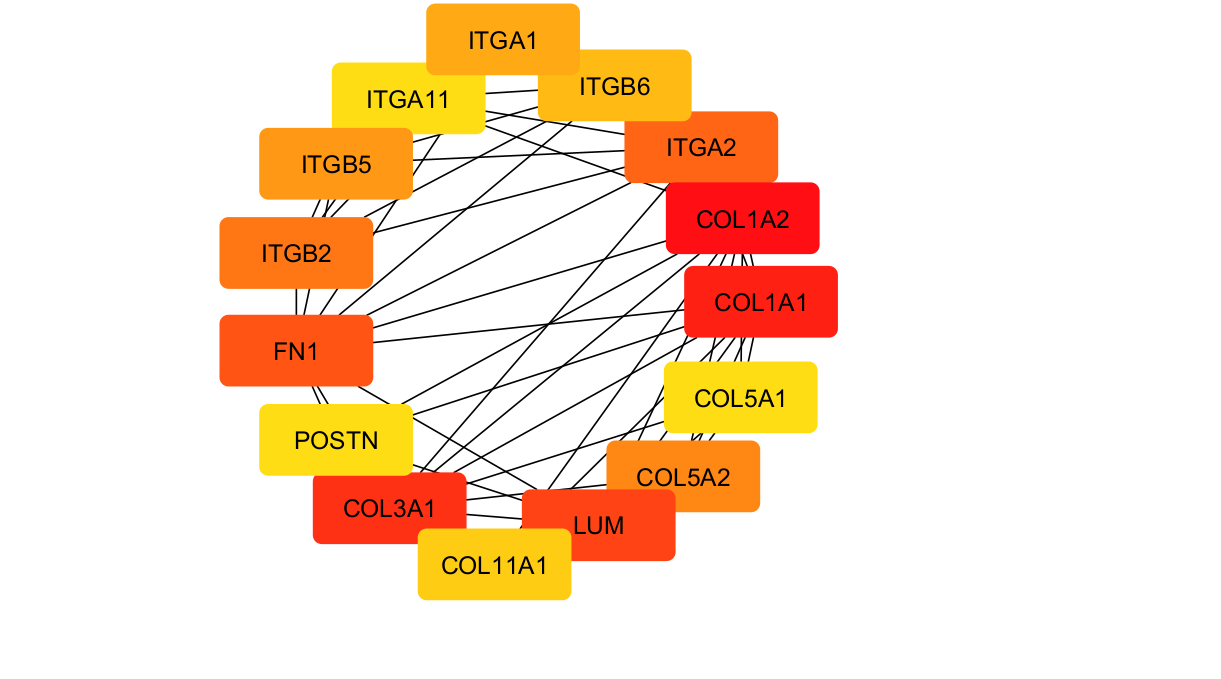 ITGA1
ITGB6
ITGA11
ITGA2
ITGB5
COL1A2
ITGB2
COL1A1
FN1
COL5A1
POSTN
COL5A2
COL3A1
LUM
COL11A1